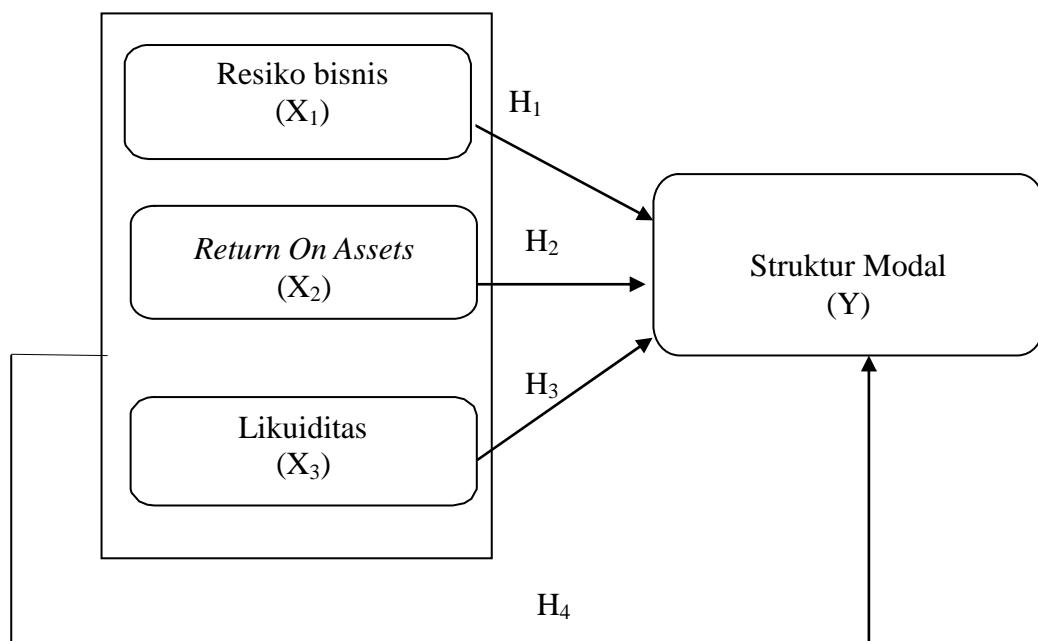 Resiko bisnis
(X₁)
H₁
Return On Assets
(X₂)
H₂
Struktur Modal
(Y)
H₃
Likuiditas
(X₃)
H₄